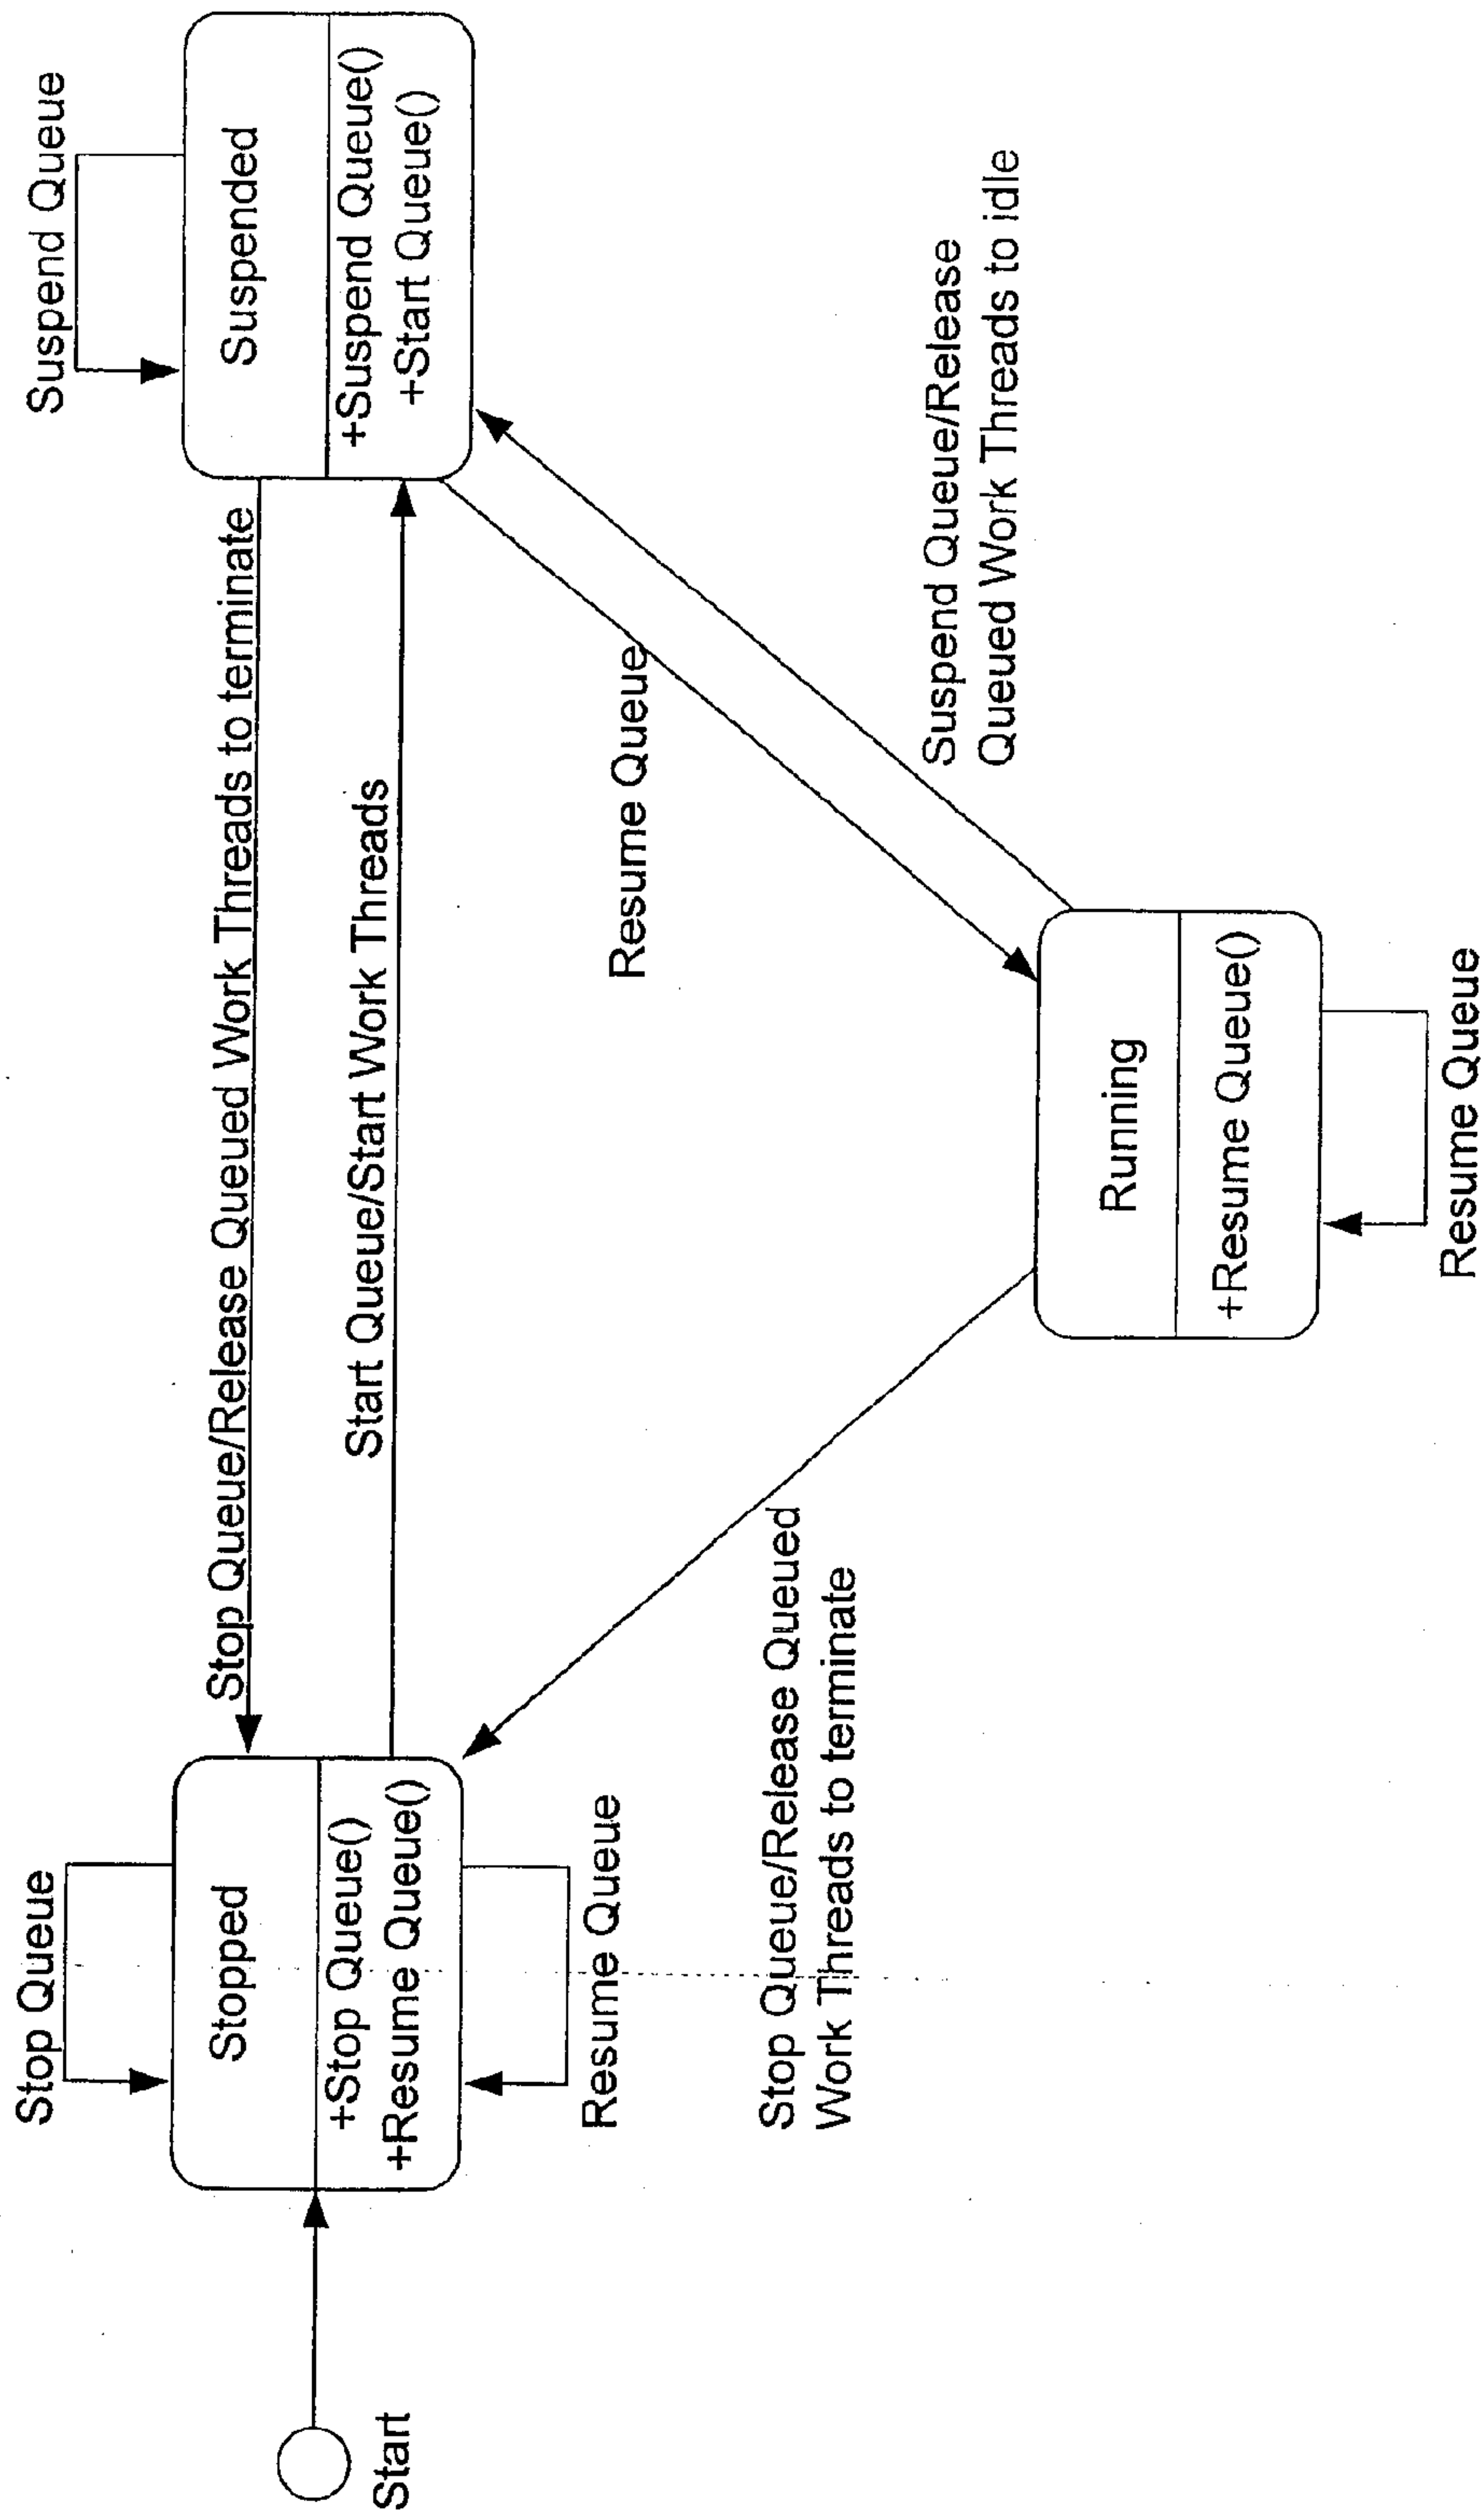 Start
Stop Queue
Stopped
+Stop Queue()
+Resume Queue()
Resume Queue
Stop Queue/Release Queued Work Threads to terminate
Start Queue/Start Work Threads
Suspend Queue
Suspended
+Suspend Queue()
+Start Queue()
Resume Queue
Suspend Queue/Release
Queued Work Threads to idle
Stop Queue/Release Queued
Work Threads to terminate
Running
+Resume Queue()
Resume Queue